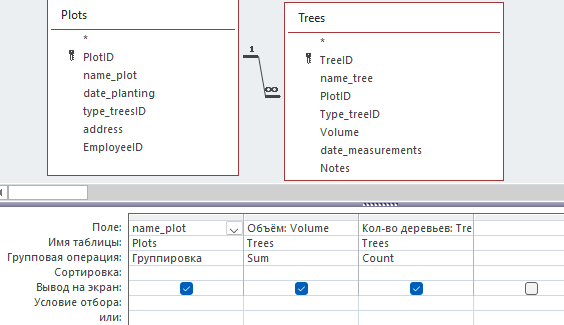 Plots
*
PlotID
name_plot
date_planting
type_treesID
address
EmployeeID
1
∞
Trees
*
TreeID
name_tree
PlotID
Type_treeID
Volume
date_measurements
Notes
Поле: name_plot Объём: Volume Кол-во деревьев: Tre
Имя таблицы: Plots Trees Trees
Групповая операция: Группировка Sum Count
Сортировка:
Вывод на экран:
Условие отбора:
или: